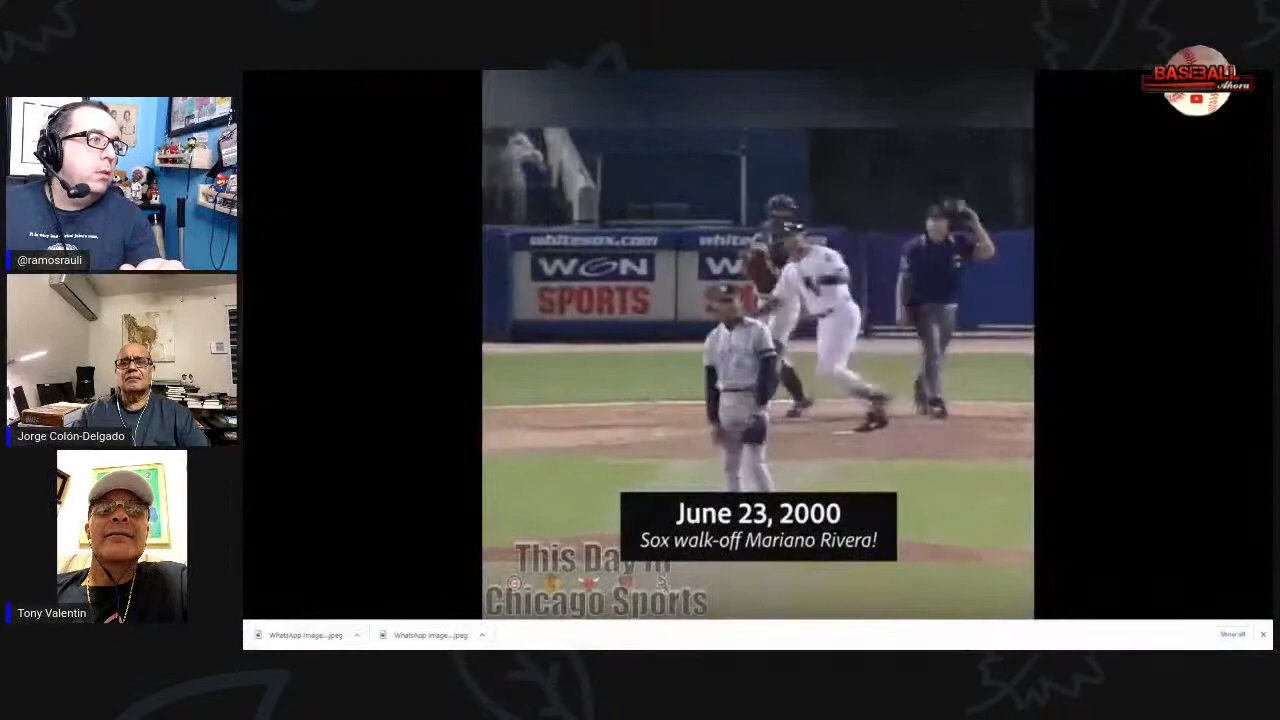 BASEBALL
Ahora
@ramosrauli
Jorge Colón-Delgado
Tony Valentin
whitesox.com
WGN
SPORTS
June 23, 2000
Sox walk-off Mariano Rivera!
This Day in
Chicago Sports
WhatsApp Image....jpeg
WhatsApp Image....jpeg
Show all